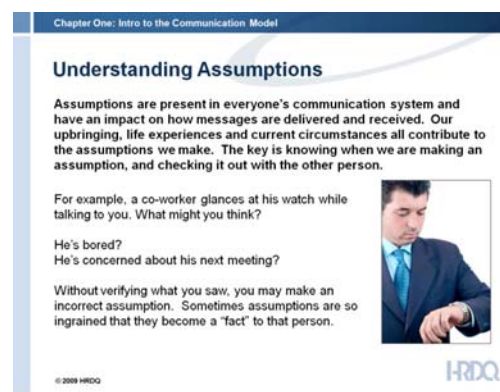 Chapter One: Intro to the Communication Model
Understanding Assumptions
Assumptions are present in everyone's communication system and
have an impact on how messages are delivered and received. Our
upbringing, life experiences and current circumstances all contribute to
the assumptions we make. The key is knowing when we are making an
assumption, and checking it out with the other person.
For example, a co-worker glances at his watch while
talking to you. What might you think?
He's bored?
He's concerned about his next meeting?
Without verifying what you saw, you may make an
incorrect assumption. Sometimes assumptions are so
ingrained that they become a "fact" to that person.
© 2009 HRDQ
HRDQ